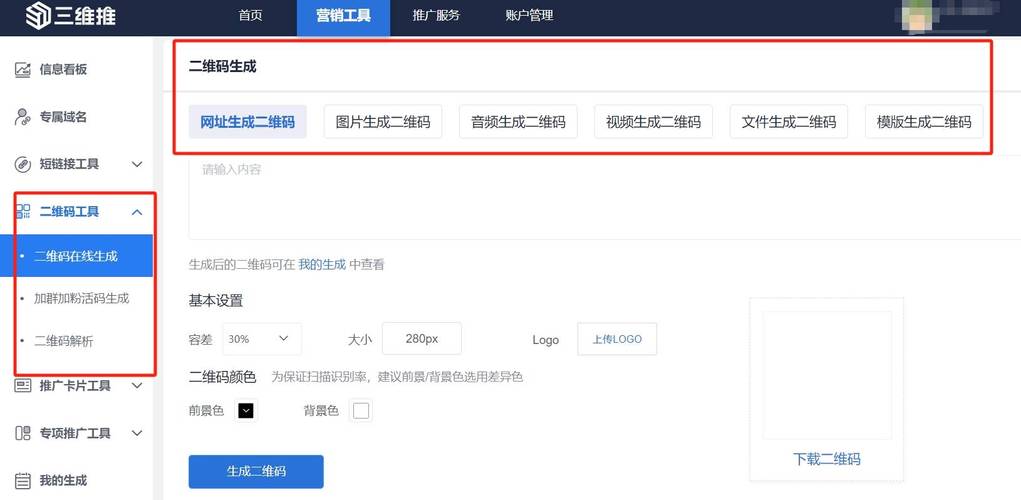 三维推 首页 营销工具 推广服务 账户管理
信息看板
专属域名
短链接工具
二维码工具
二维码在线生成
加群加粉活码生成
二维码解析
推广卡片工具
专项推广工具
我的生成
二维码生成
网址生成二维码 图片生成二维码 音频生成二维码 视频生成二维码 文件生成二维码 模版生成二维码
请输入内容
生成后的二维码可在 我的生成 中查看
基本设置
容差 30% 大小 280px Logo 上传LOGO
二维码颜色 为保证扫描识别率，建议前景/背景色选用差异色
前景色 背景色
生成二维码
下载二维码